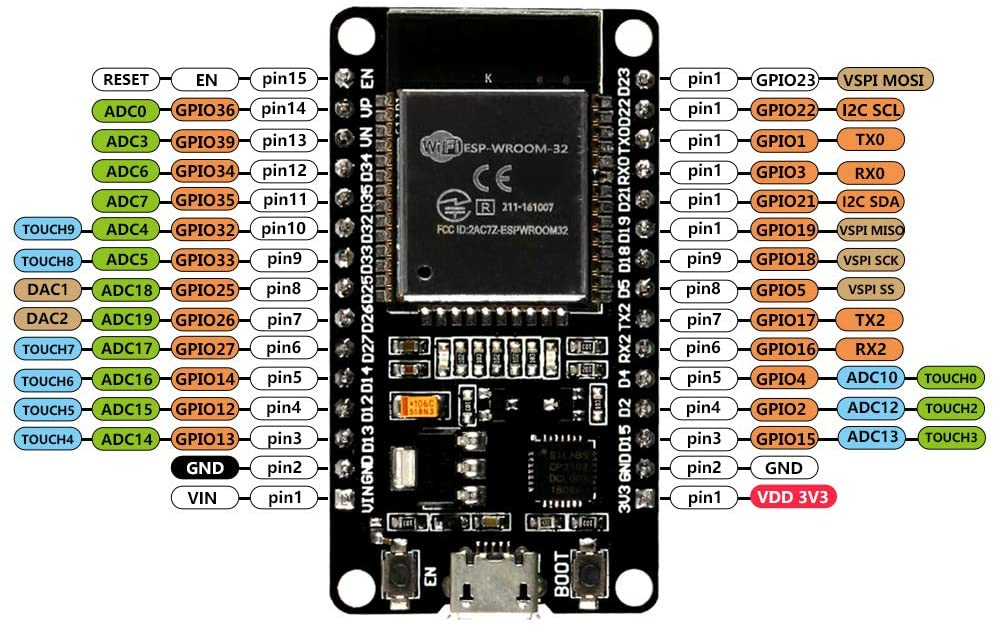 RESET EN pin15 EN
ADC0 GPIO36 pin14 VP
ADC3 GPIO39 pin13 VN
ADC6 GPIO34 pin12 D34
ADC7 GPIO35 pin11 D35
TOUCH9 ADC4 GPIO32 pin10 D32
TOUCH8 ADC5 GPIO33 pin9 D33
DAC1 ADC18 GPIO25 pin8 D25
DAC2 ADC19 GPIO26 pin7 D26
TOUCH7 ADC17 GPIO27 pin6 D27
TOUCH6 ADC16 GPIO14 pin5 D14
TOUCH5 ADC15 GPIO12 pin4 D12
TOUCH4 ADC14 GPIO13 pin3 D13
GND pin2 GND
VIN pin1 VIN
K
WiFi ESP-WROOM-32
CE
R 211-161007
FCC ID:2AC7Z-ESPWROOM32
106C
518N3
SILABS
EN
BOOT
D23 pin1 GPIO23 VSPI MOSI
D22 pin1 GPIO22 I2C SCL
TX0 pin1 GPIO1 TX0
RX0 pin1 GPIO3 RX0
D21 pin1 GPIO21 I2C SDA
D19 pin1 GPIO19 VSPI MISO
D18 pin9 GPIO18 VSPI SCK
D5 pin8 GPIO5 VSPI SS
TX2 pin7 GPIO17 TX2
RX2 pin6 GPIO16 RX2
D4 pin5 GPIO4 ADC10 TOUCH0
D2 pin4 GPIO2 ADC12 TOUCH2
D15 pin3 GPIO15 ADC13 TOUCH3
GND pin2 GND
3V3 pin1 VDD 3V3